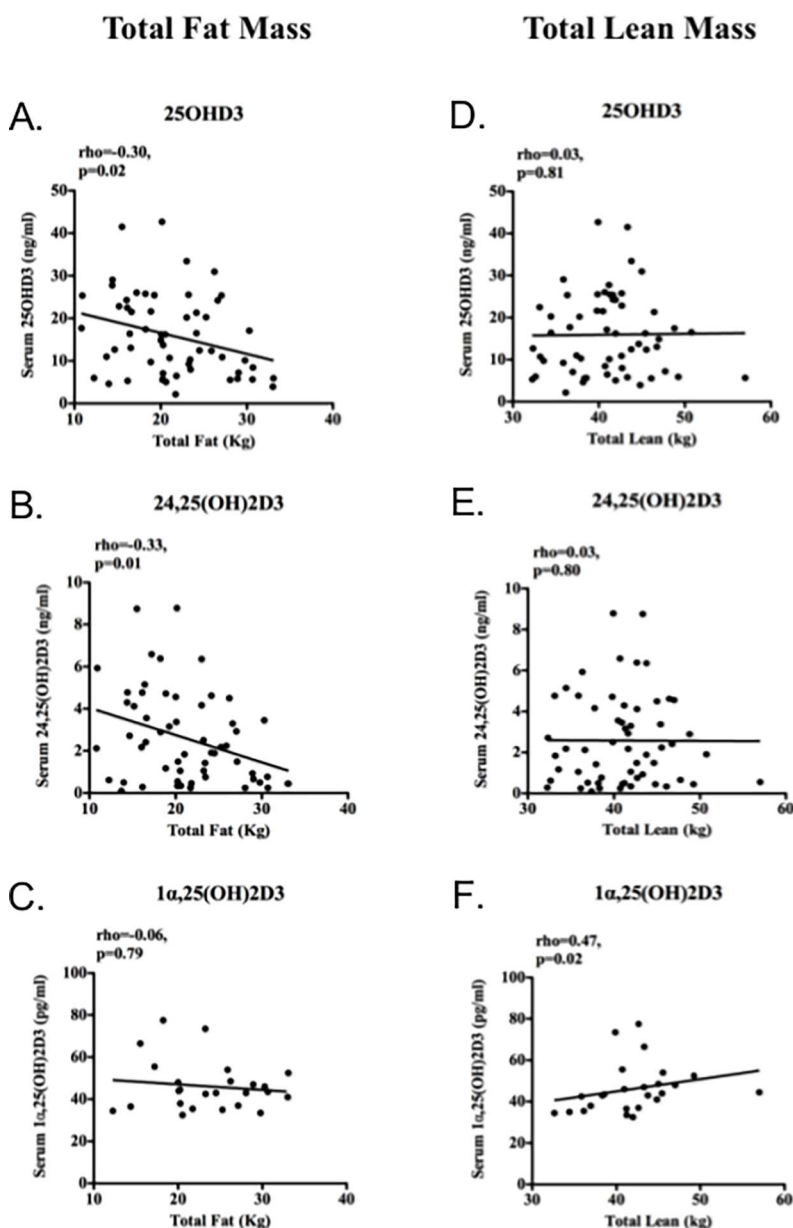 Total Fat Mass
Total Lean Mass
A.
25OHD3
rho=-0.30,
p=0.02
50
40
30
20
10
0
Serum 25OHD3 (ng/ml)
10
20
30
40
Total Fat (Kg)
D.
25OHD3
rho=0.03,
p=0.81
50
40
30
20
10
0
Serum 25OHD3 (ng/ml)
30
40
50
60
Total Lean (kg)
B.
24,25(OH)2D3
rho=-0.33,
p=0.01
10
8
6
4
2
0
Serum 24,25(OH)2D3 (ng/ml)
10
20
30
40
Total Fat (Kg)
E.
24,25(OH)2D3
rho=0.03,
p=0.80
10
8
6
4
2
0
Serum 24,25(OH)2D3 (ng/ml)
30
40
50
60
Total Lean (kg)
C.
1α,25(OH)2D3
rho=-0.06,
p=0.79
100
80
60
40
20
0
Serum 1α,25(OH)2D3 (pg/ml)
10
20
30
40
Total Fat (Kg)
F.
1α,25(OH)2D3
rho=0.47,
p=0.02
100
80
60
40
20
0
Serum 1α,25(OH)2D3 (pg/ml)
30
40
50
60
Total Lean (kg)